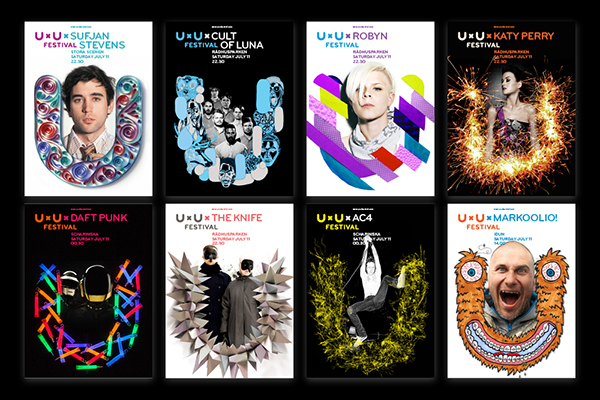 U×U×SUFJAN
FESTIVAL STEVENS
STORA SCENEN
SATURDAY JULY 11
22.30
U×U×CULT
FESTIVAL OF LUNA
RÅDHUSPARKEN
SATURDAY JULY 11
22.30
U×U×ROBYN
FESTIVAL
RÅDHUSPARKEN
SATURDAY JULY 11
22.30
U×U×KATY PERRY
FESTIVAL
RÅDHUSPARKEN
SATURDAY JULY 11
22.30
U×U×DAFT PUNK
FESTIVAL
SCHARINSKA
SATURDAY JULY 11
00.30
U×U×THE KNIFE
FESTIVAL
RÅDHUSPARKEN
SATURDAY JULY 11
22.30
U×U×AC4
FESTIVAL
SCHARINSKA
SATURDAY JULY 11
U×U×MARKOOLIO!
FESTIVAL
IDUN
SATURDAY JULY 11